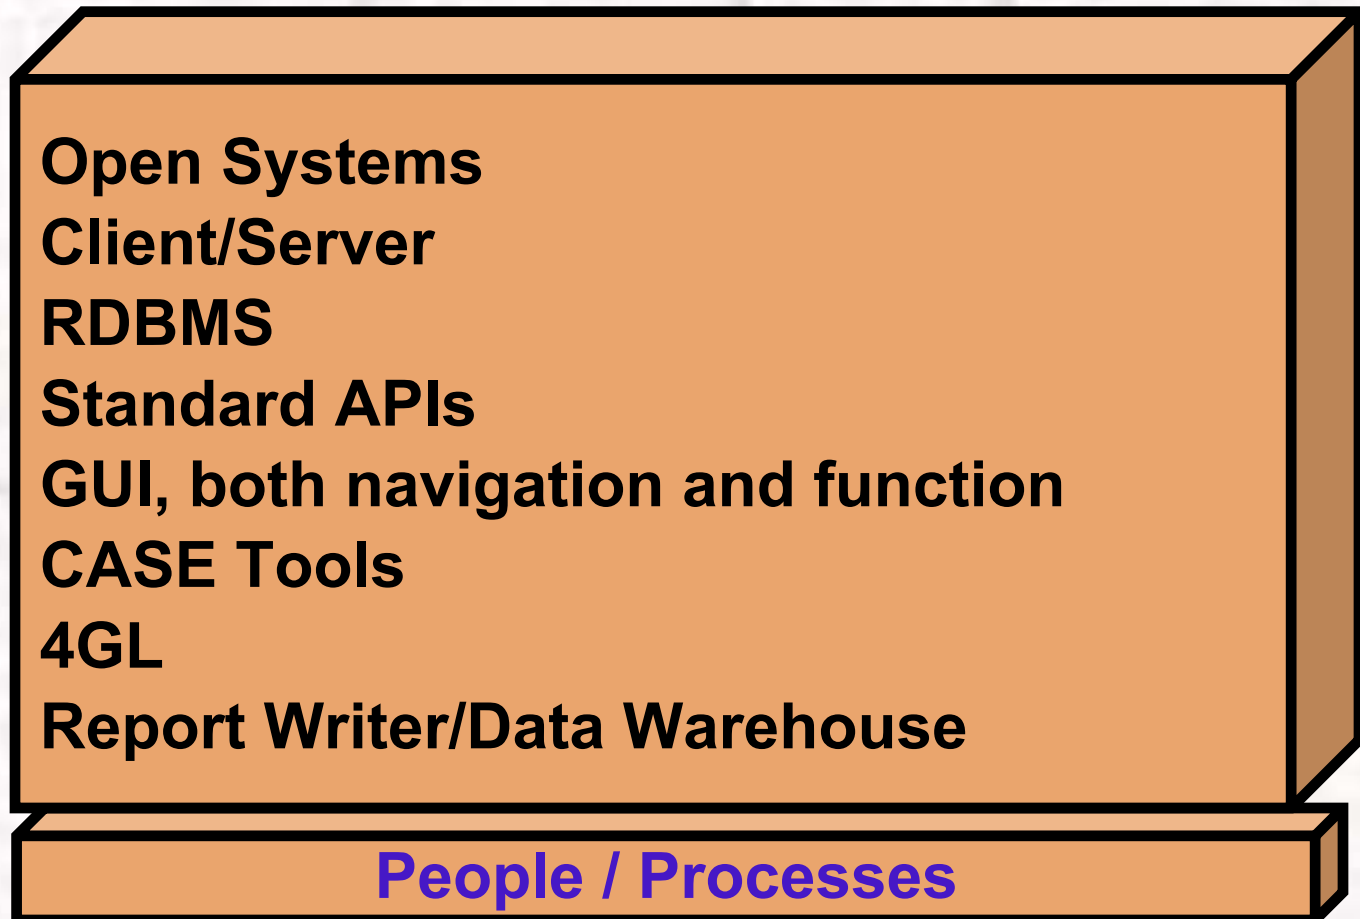 Open Systems
Client/Server
RDBMS
Standard APIs
GUI, both navigation and function
CASE Tools
4GL
Report Writer/Data Warehouse
People / Processes